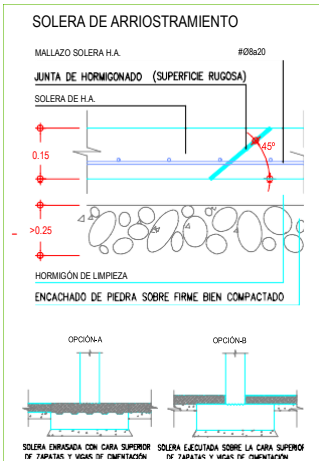 SOLERA DE ARRIOSTRAMIENTO
MALLAZO SOLERA H.A.
#Ø8a20
JUNTA DE HORMIGONADO (SUPERFICIE RUGOSA)
SOLERA DE H.A.
45º
0.15
>0.25
HORMIGÓN DE LIMPIEZA
ENCACHADO DE PIEDRA SOBRE FIRME BIEN COMPACTADO
OPCIÓN-A
OPCIÓN-B
SOLERA ENRASADA CON CARA SUPERIOR
DE ZAPATAS Y VIGAS DE CIMENTACIÓN
SOLERA EJECUTADA SOBRE LA CARA SUPERIOR
DE ZAPATAS Y VIGAS DE CIMENTACIÓN